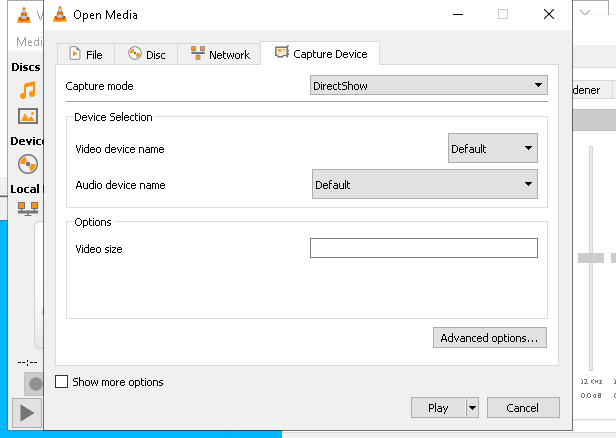 Open Media
Medi
File
Disc
Network
Capture Device
Discs
Capture mode
DirectShow
dener
Device Selection
Device
Video device name
Default
Audio device name
Default
Local
Options
Video size
Advanced options...
--:--
Show more options
12 KHz
0.0 dB
Play
Cancel